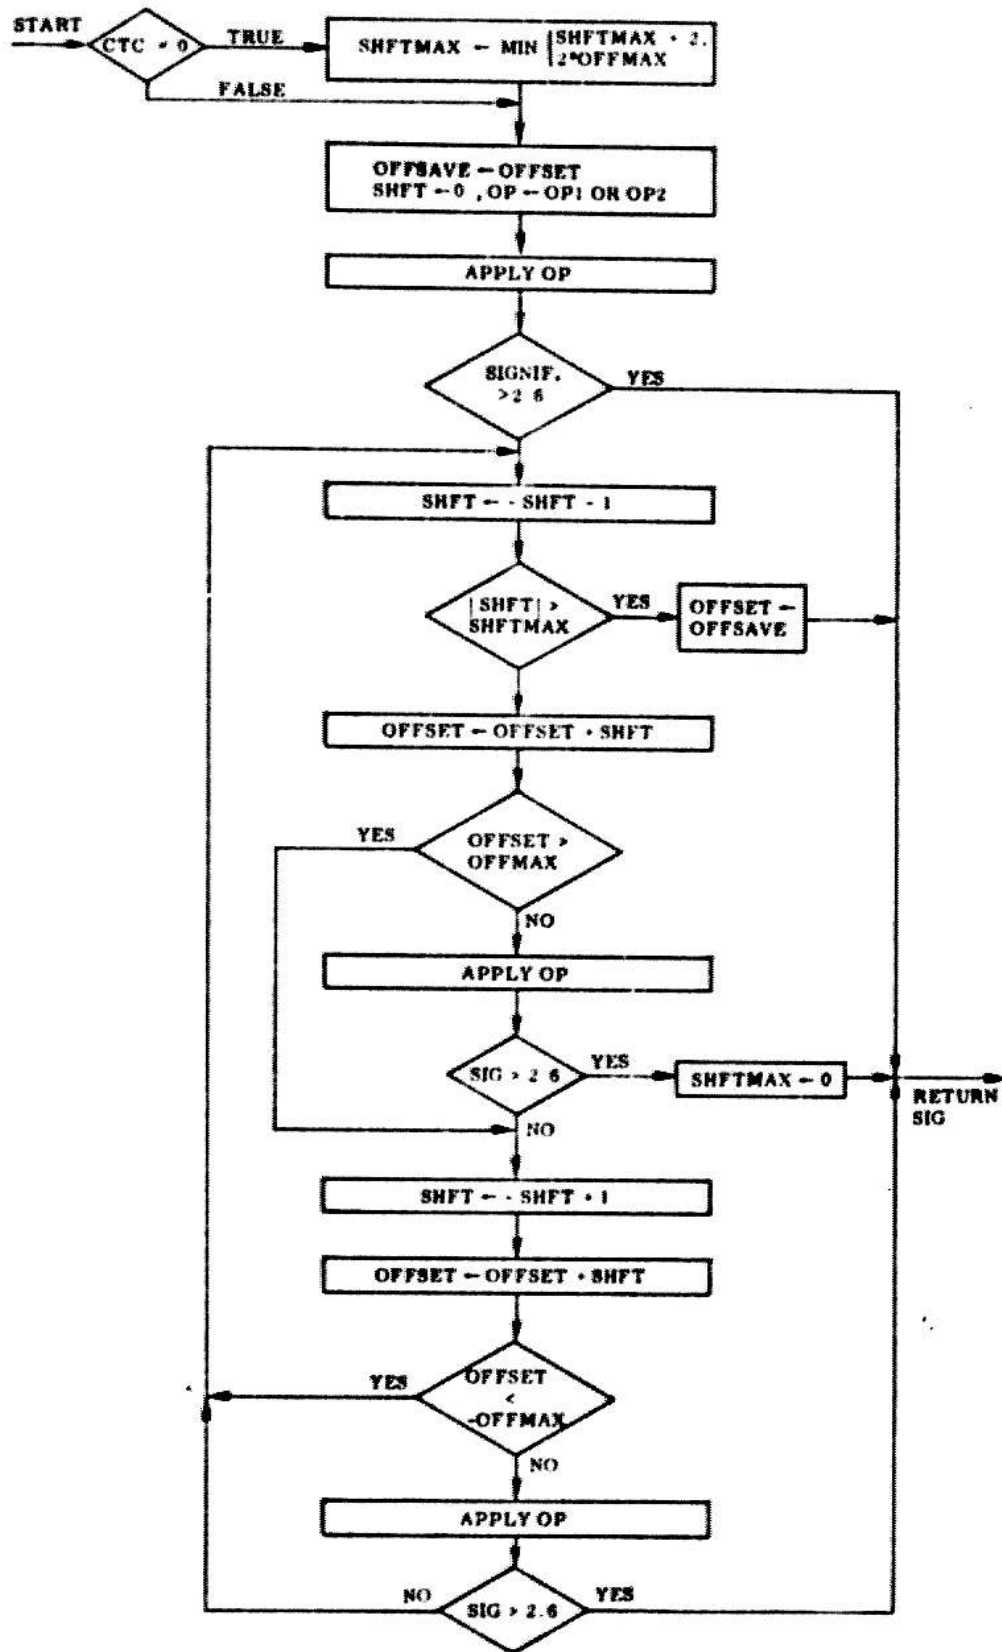 START
CTC ≠ 0
TRUE
SHFTMAX ← MIN {SHFTMAX + 2,
2*OFFMAX
FALSE
OFFSAVE ← OFFSET
SHFT ← 0 , OP ← OP1 OR OP2
APPLY OP
SIGNIF.
> 2 6
YES
SHFT ← - SHFT - 1
|SHFT| >
SHFTMAX
YES
OFFSET ←
OFFSAVE
OFFSET ← OFFSET + SHFT
YES
OFFSET >
OFFMAX
NO
APPLY OP
SIG > 2 6
YES
SHFTMAX ← 0
RETURN
SIG
NO
SHFT ← - SHFT + 1
OFFSET ← OFFSET + SHFT
YES
OFFSET
<
-OFFMAX
NO
APPLY OP
NO
SIG > 2.6
YES